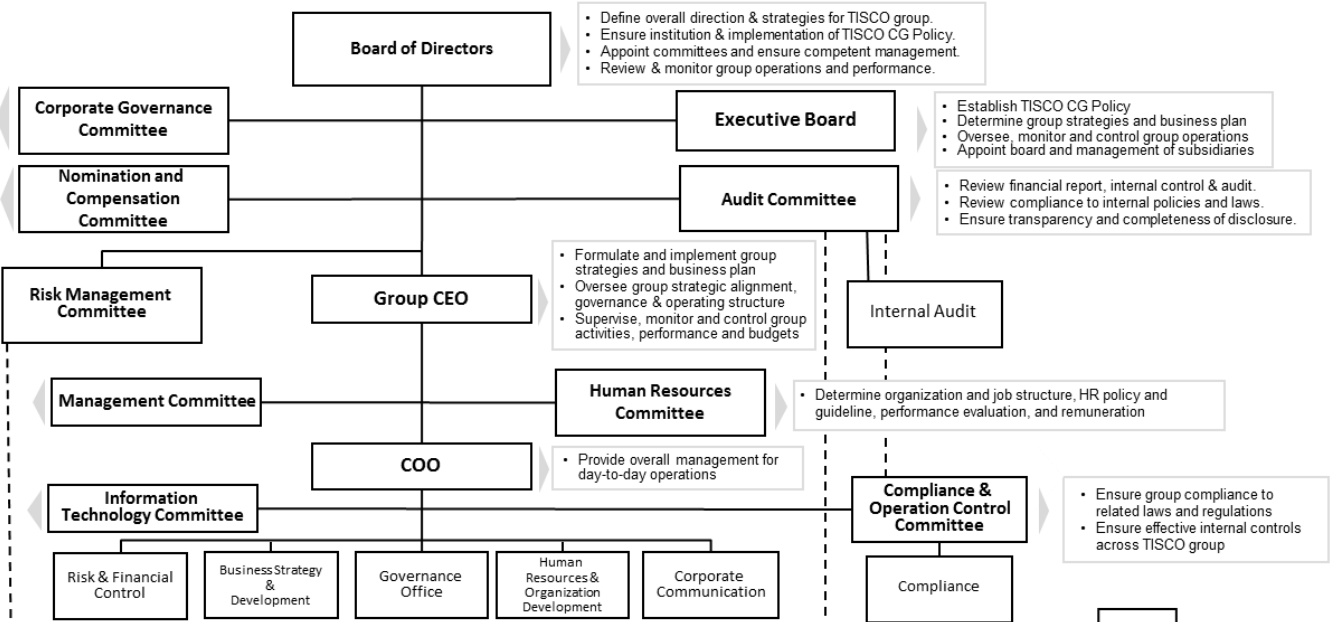 Board of Directors
• Define overall direction & strategies for TISCO group.
• Ensure institution & implementation of TISCO CG Policy.
• Appoint committees and ensure competent management.
• Review & monitor group operations and performance.
Corporate Governance
Committee
Executive Board
• Establish TISCO CG Policy
• Determine group strategies and business plan
• Oversee, monitor and control group operations
• Appoint board and management of subsidiaries
Nomination and
Compensation
Committee
Audit Committee
• Review financial report, internal control & audit.
• Review compliance to internal policies and laws.
• Ensure transparency and completeness of disclosure.
Risk Management
Committee
Group CEO
• Formulate and implement group
strategies and business plan
• Oversee group strategic alignment,
governance & operating structure
• Supervise, monitor and control group
activities, performance and budgets
Internal Audit
Management Committee
Human Resources
Committee
• Determine organization and job structure, HR policy and
guideline, performance evaluation, and remuneration
COO
• Provide overall management for
day-to-day operations
Information
Technology Committee
Compliance &
Operation Control
Committee
• Ensure group compliance to
related laws and regulations
• Ensure effective internal controls
across TISCO group
Risk & Financial
Control
Business Strategy
&
Development
Governance
Office
Human
Resources &
Organization
Development
Corporate
Communication
Compliance